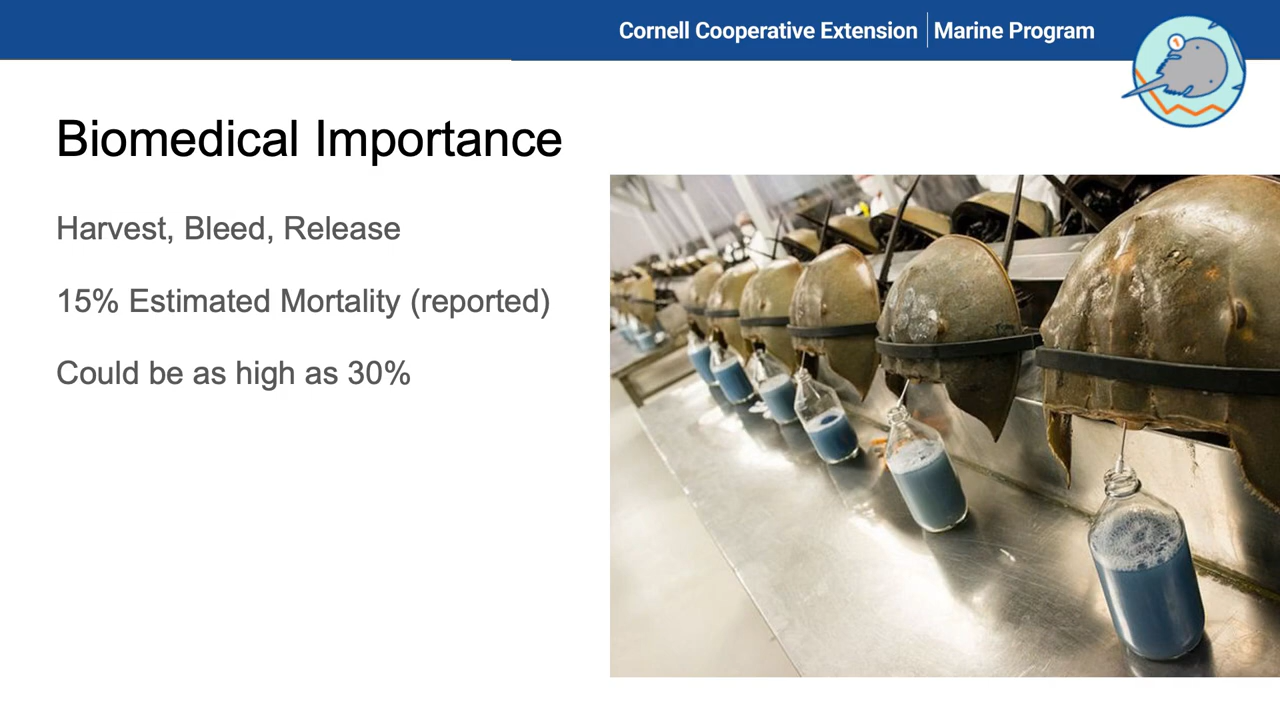 Cornell Cooperative Extension | Marine Program
Biomedical Importance
Harvest, Bleed, Release
15% Estimated Mortality (reported)
Could be as high as 30%